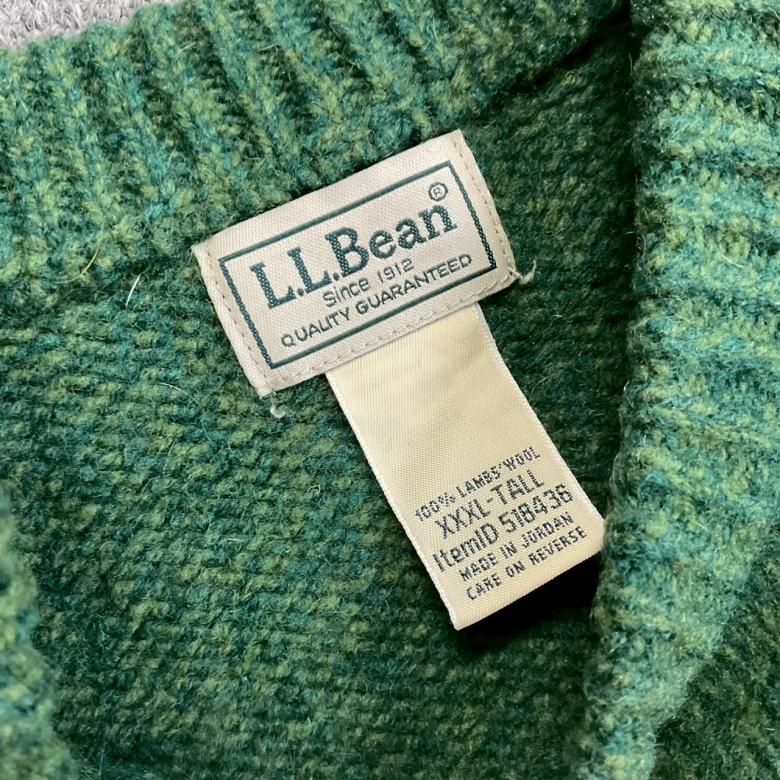 L.L.Bean®
Since 1912
QUALITY GUARANTEED
100% LAMBS' WOOL
XXXL-TALL
ItemID 518436
MADE IN JORDAN
CARE ON REVERSE